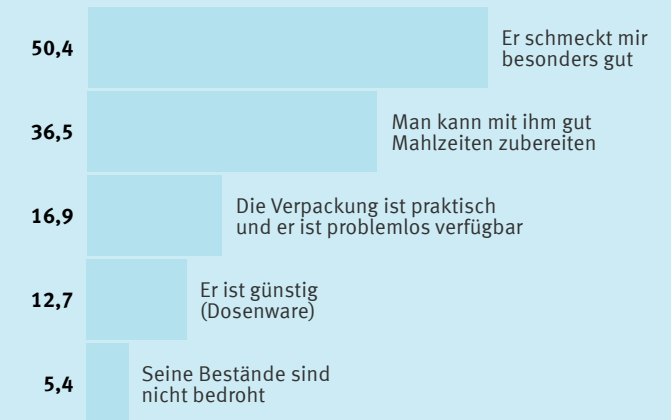 50,4
Er schmeckt mir
besonders gut
36,5
Man kann mit ihm gut
Mahlzeiten zubereiten
16,9
Die Verpackung ist praktisch
und er ist problemlos verfügbar
12,7
Er ist günstig
(Dosenware)
5,4
Seine Bestände sind
nicht bedroht